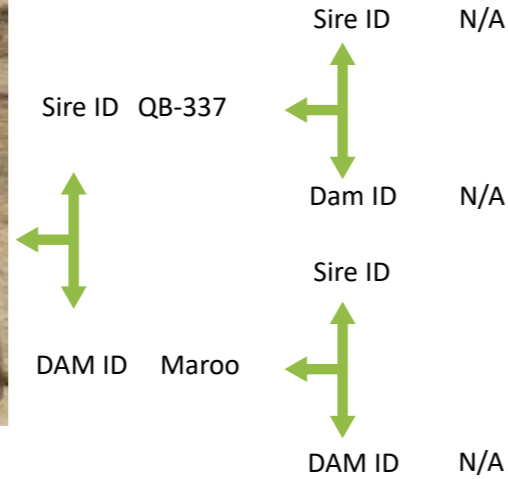 Sire ID N/A
Sire ID QB-337
Dam ID N/A
Sire ID
DAM ID Maroo
DAM ID N/A